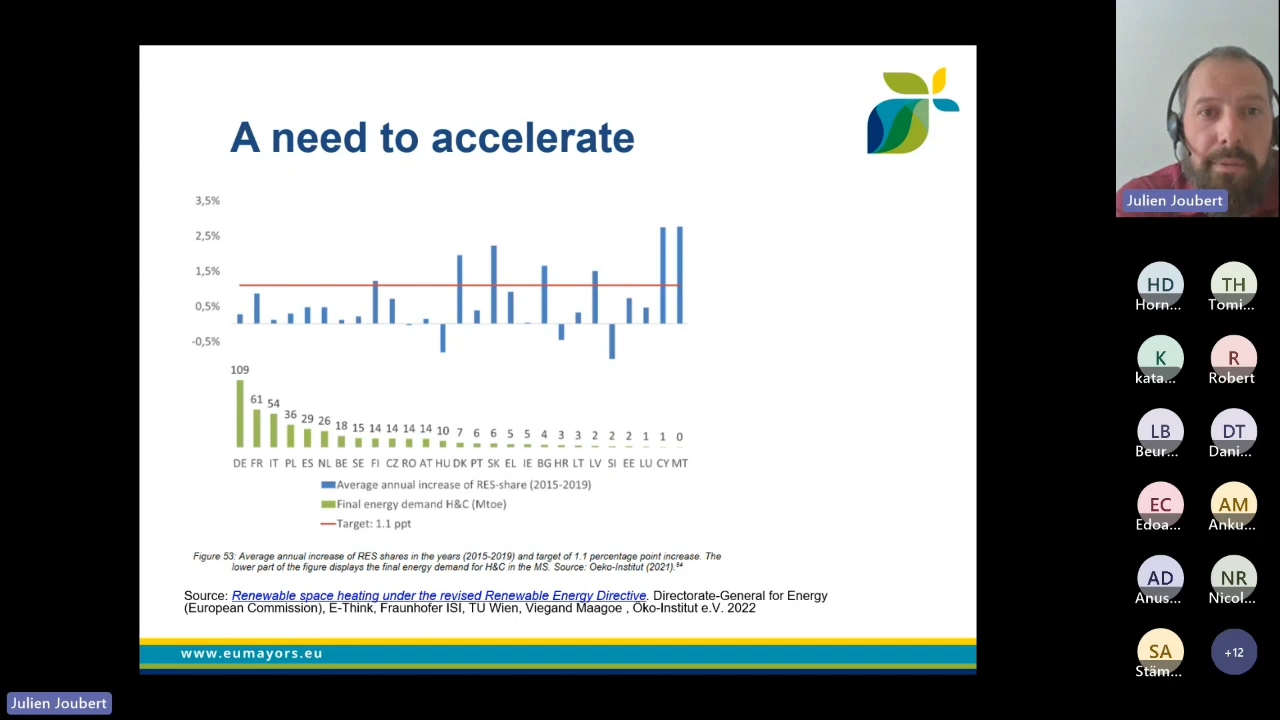 A need to accelerate
3,5%
2,5%
1,5%
0,5%
-0,5%
109 61 54 36 29 26 18 15 14 14 14 14 10 7 6 6 5 5 4 3 3 2 2 2 1 1 0
DE FR IT PL ES NL BE SE FI CZ RO AT HU DK PT SK EL IE BG HR LT LV SI EE LU CY MT
Average annual increase of RES-share (2015-2019)
Final energy demand H&C (Mtoe)
Target: 1.1 ppt
Figure 53: Average annual increase of RES shares in the years (2015-2019) and target of 1.1 percentage point increase. The
lower part of the figure displays the final energy demand for H&C in the MS. Source: Oeko-Institut (2021).⁵⁴
Source: Renewable space heating under the revised Renewable Energy Directive. Directorate-General for Energy
(European Commission), E-Think, Fraunhofer ISI, TU Wien, Viegand Maagoe , Öko-Institut e.V. 2022
www.eumayors.eu
Julien Joubert
Julien Joubert
HD TH
Horn... Tomi...
K R
kata... Robert
LB DT
Beur... Dani...
EC AM
Edoa... Anku...
AD NR
Anus... Nicol...
SA +12
Stäm...